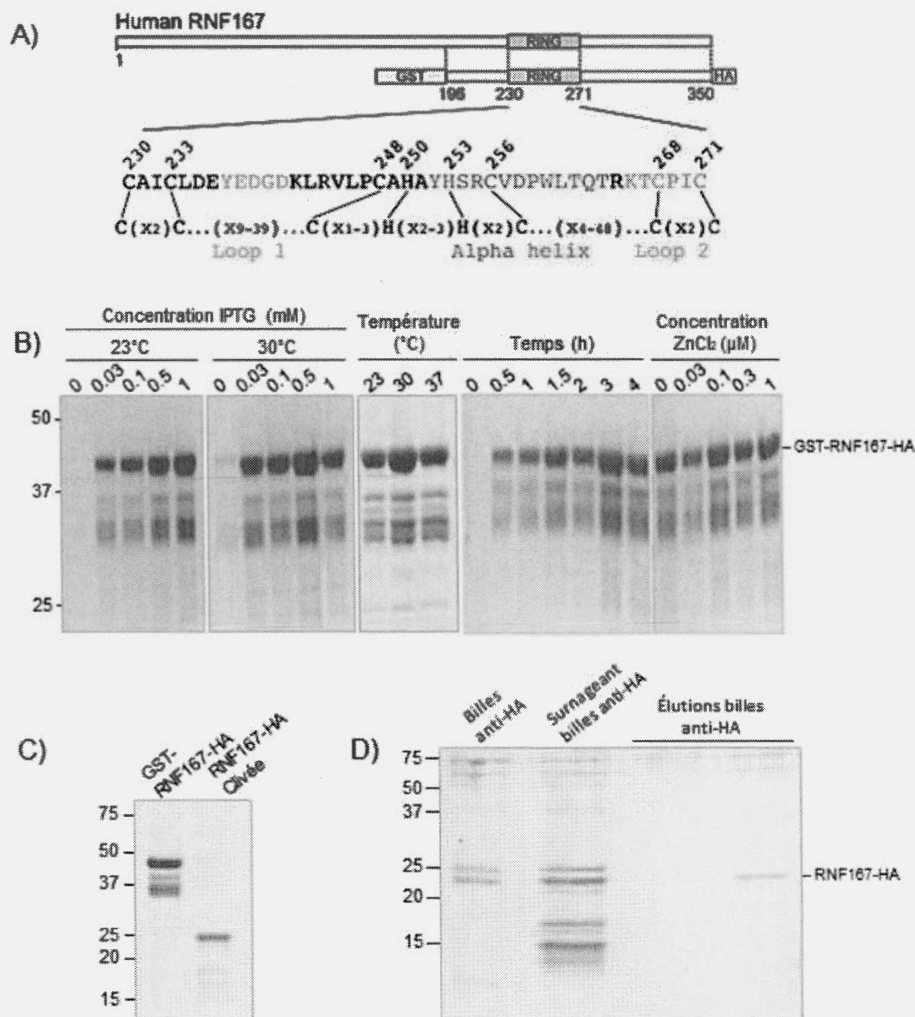 A)
Human RNF167
RING
1
GST RING HA
196 230 271 350
230 233 248 250 253 256 268 271
CAICLDEYEDGDKLRVLPCAHAYHSRCVDPWLTQTRKTCPIC
C(X2)C...(X9-39)...C(X1-3)H(X2-3)H(X2)C...(X4-48)...C(X2)C
Loop 1 Alpha helix Loop 2
B)
Concentration IPTG (mM)
23°C 30°C
Température
(°C)
Temps (h)
Concentration
ZnCl₂ (µM)
0 0.03 0.1 0.5 1 0 0.03 0.1 0.5 1 23 30 37 0 0.5 1 1.5 2 3 4 0 0.03 0.1 0.3 1
50
GST-RNF167-HA
37
25
C)
GST-
RNF167-HA
RNF167-HA
Clivée
75
50
37
25
20
15
D)
Billes
anti-HA
Surnageant
billes anti-HA
Élutions billes
anti-HA
75
50
37
25
RNF167-HA
20
15